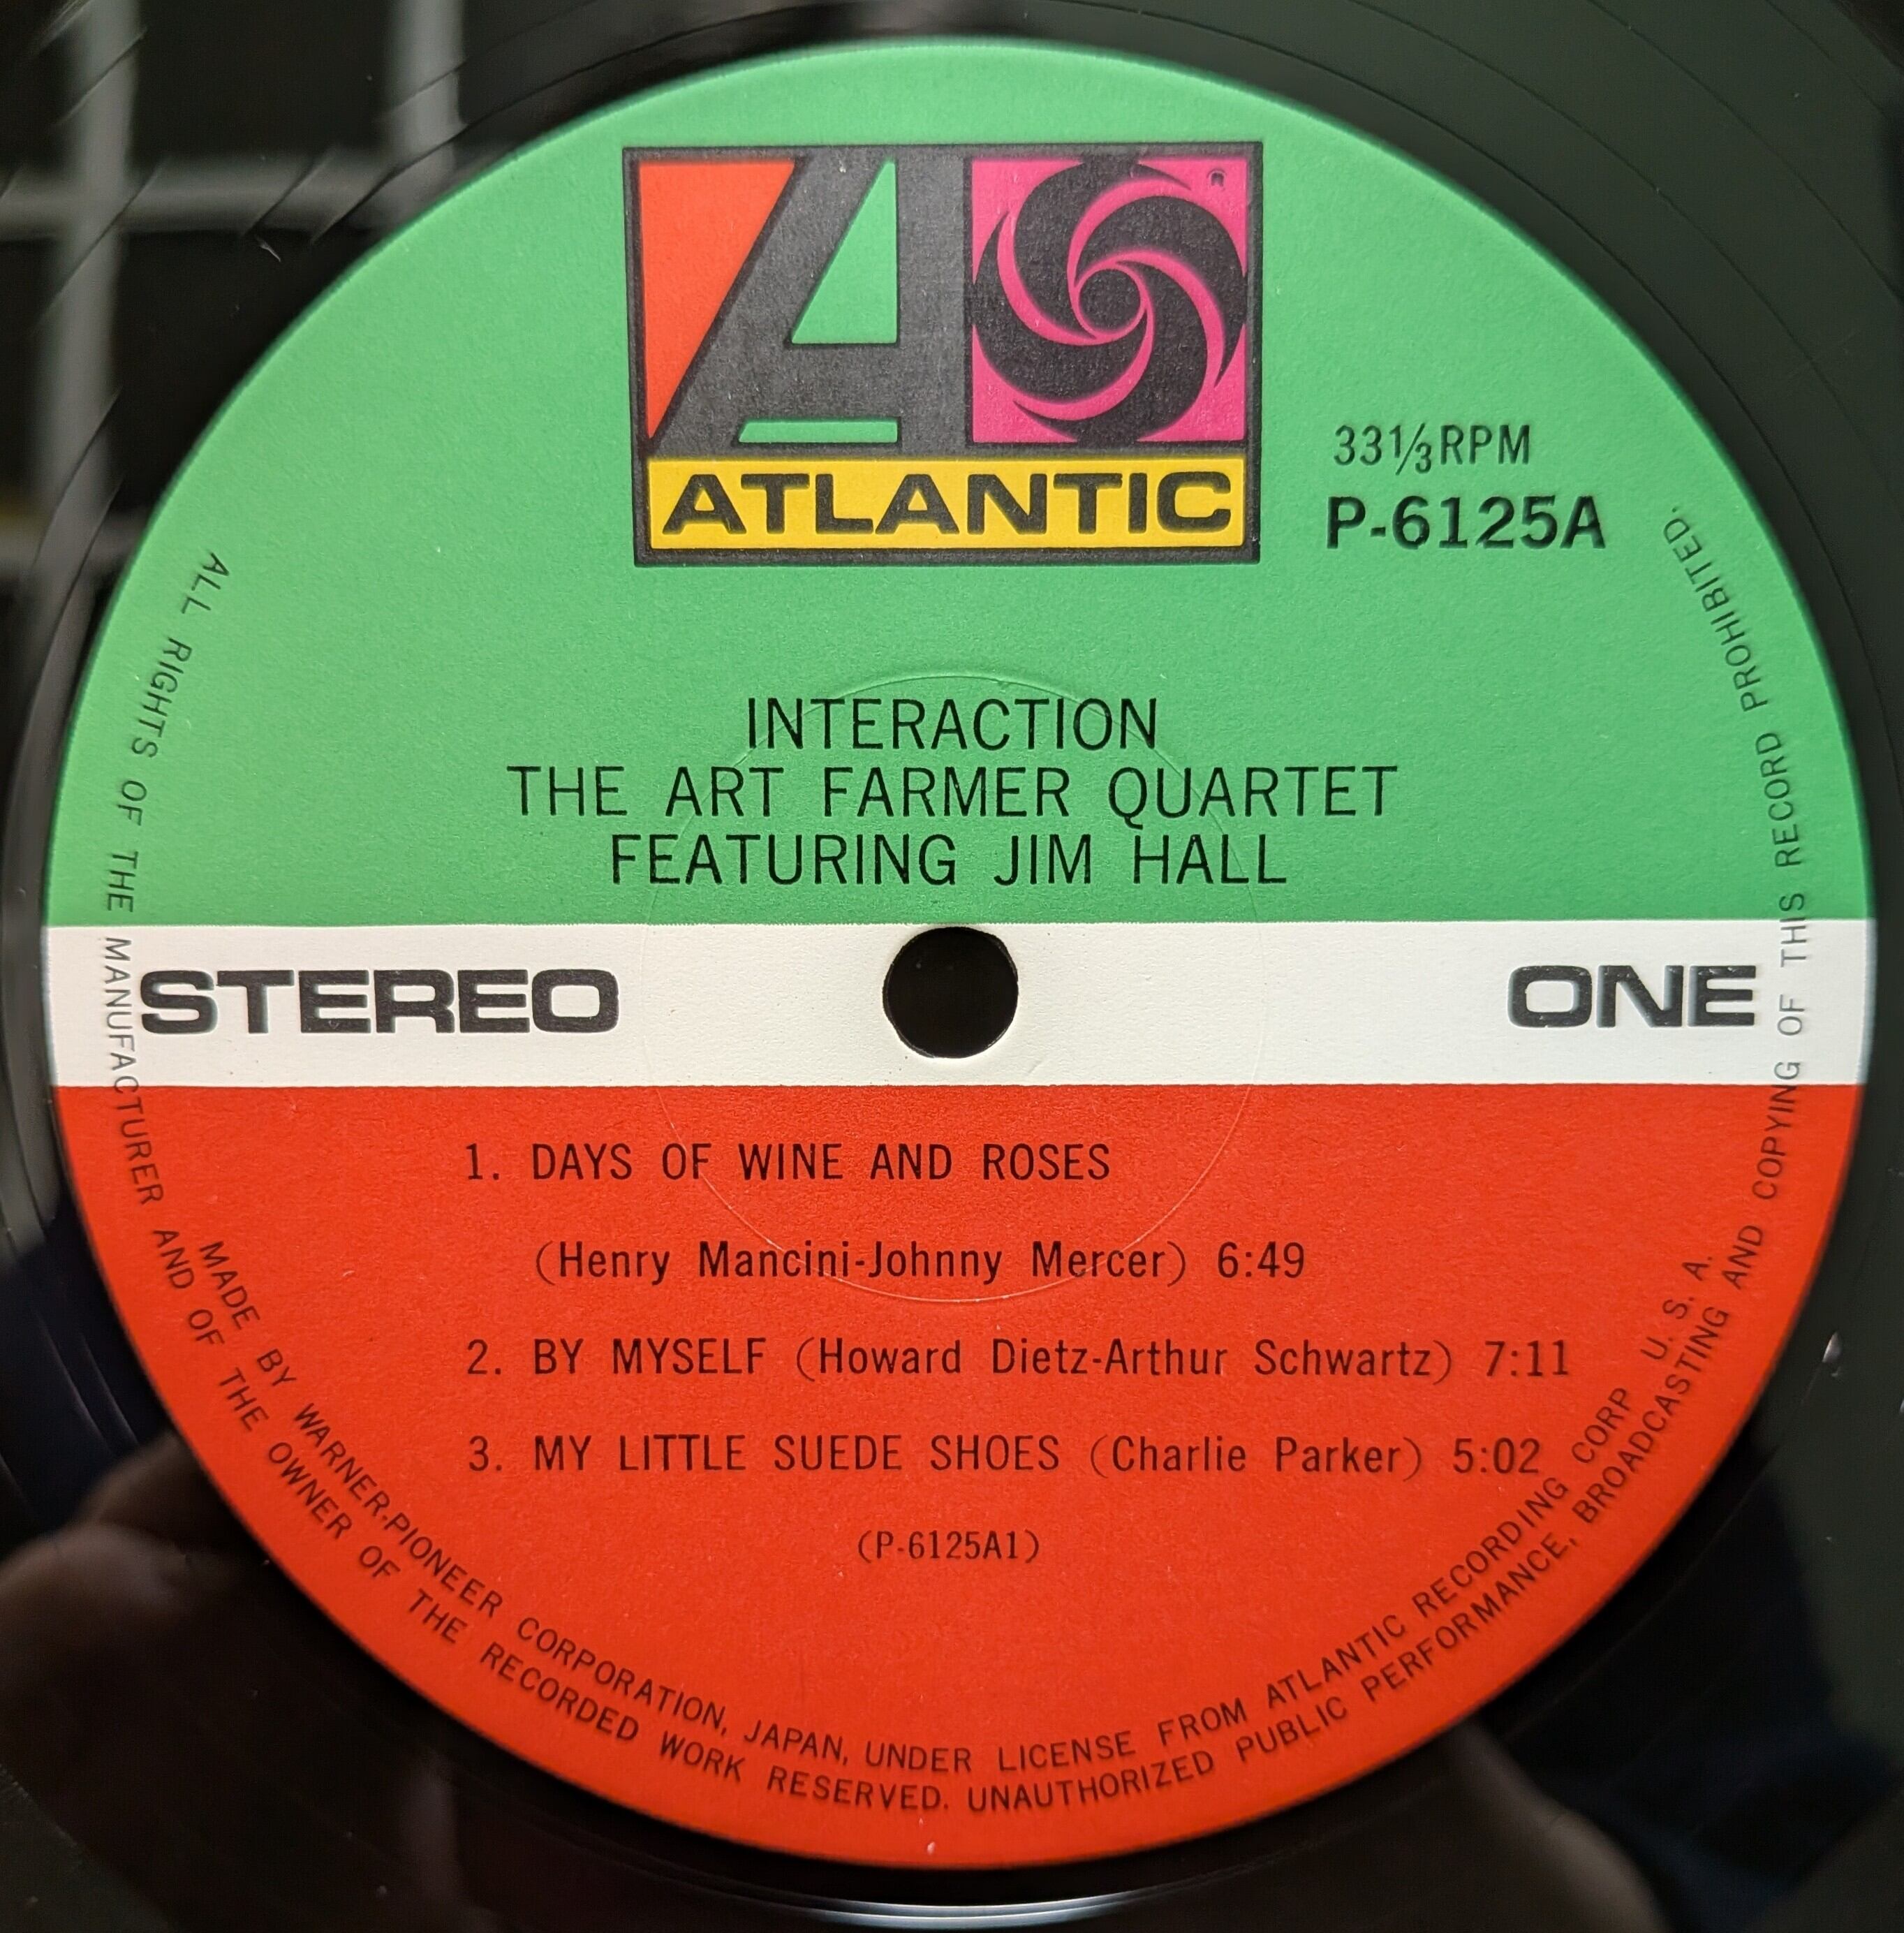 ATLANTIC
®
33⅓RPM
P-6125A
INTERACTION
THE ART FARMER QUARTET
FEATURING JIM HALL
STEREO
ONE
1. DAYS OF WINE AND ROSES
(Henry Mancini-Johnny Mercer) 6:49
2. BY MYSELF (Howard Dietz-Arthur Schwartz) 7:11
3. MY LITTLE SUEDE SHOES (Charlie Parker) 5:02
(P-6125A1)
MADE BY WARNER-PIONEER CORPORATION, JAPAN, UNDER LICENSE FROM ATLANTIC RECORDING CORP U. S. A.
ALL RIGHTS OF THE MANUFACTURER AND OF THE OWNER OF THE RECORDED WORK RESERVED. UNAUTHORIZED PUBLIC PERFORMANCE, BROADCASTING AND COPYING OF THIS RECORD PROHIBITED.